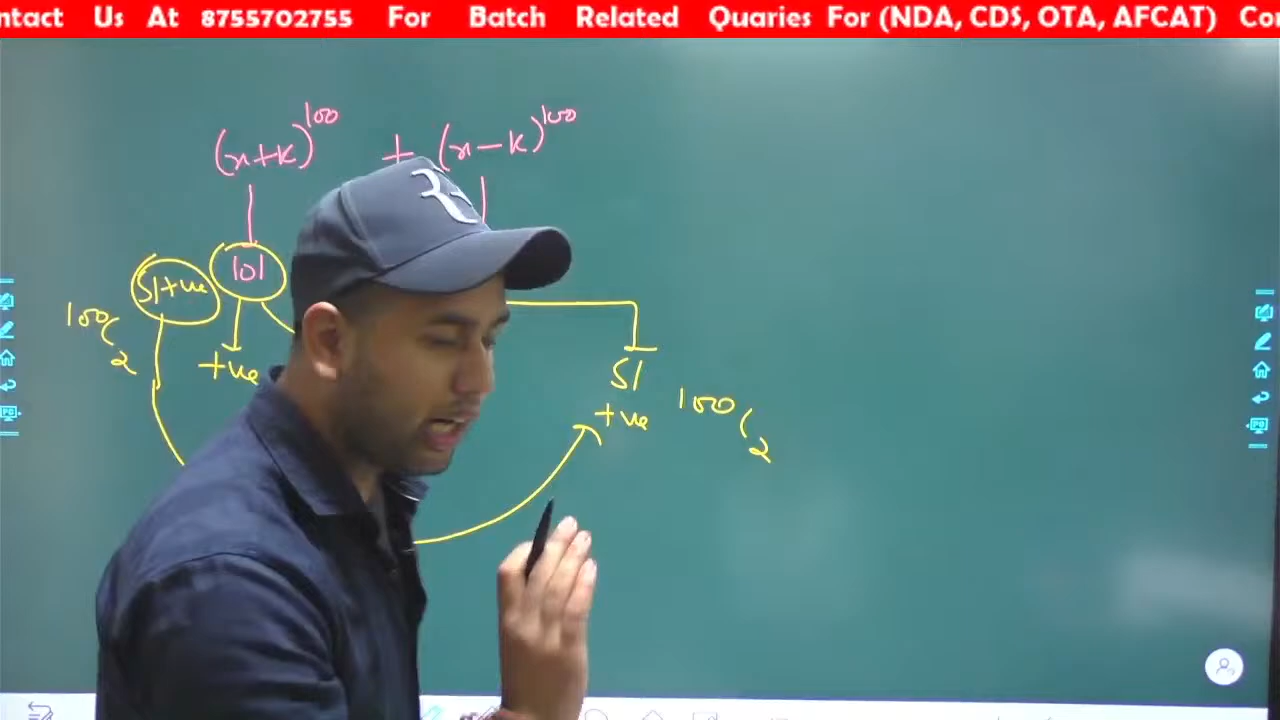 ntact Us At 8755702755 For Batch Related Quaries For (NDA, CDS, OTA, AFCAT) Con
(x+k)^100 + (x-k)^100
51+ve 101
100C2 +ve
51
+ve 100C2